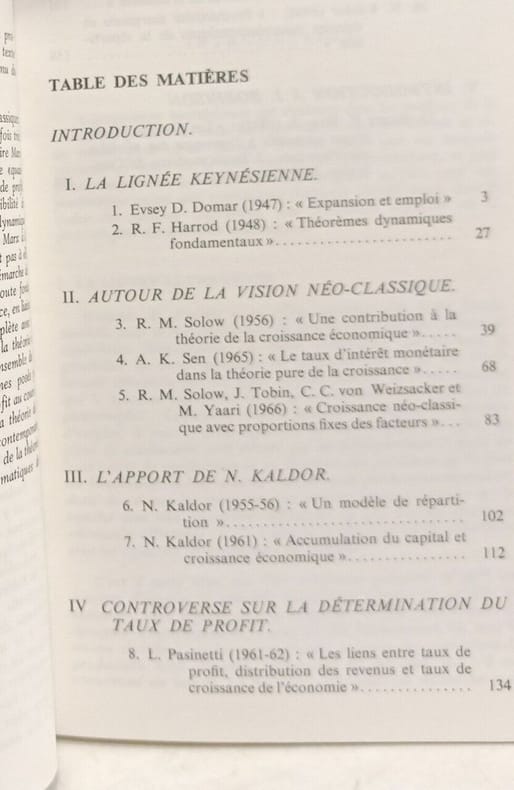 TABLE DES MATIÈRES
INTRODUCTION.
I. LA LIGNÉE KEYNÉSIENNE.
1. Evsey D. Domar (1947) : « Expansion et emploi » 3
2. R. F. Harrod (1948) : « Théorèmes dynamiques
fondamentaux »........................ 27
II. AUTOUR DE LA VISION NÉO-CLASSIQUE.
3. R. M. Solow (1956) : « Une contribution à la
théorie de la croissance économique »..... 39
4. A. K. Sen (1965) : « Le taux d'intérêt monétaire
dans la théorie pure de la croissance »..... 68
5. R. M. Solow, J. Tobin, C. C. von Weizsacker et
M. Yaari (1966) : « Croissance néo-classi-
que avec proportions fixes des facteurs »... 83
III. L'APPORT DE N. KALDOR.
6. N. Kaldor (1955-56) : « Un modèle de réparti-
tion »................................ 102
7. N. Kaldor (1961) : « Accumulation du capital et
croissance économique »................ 112
IV CONTROVERSE SUR LA DÉTERMINATION DU
TAUX DE PROFIT.
8. L. Pasinetti (1961-62) : « Les liens entre taux de
profit, distribution des revenus et taux de
croissance de l'économie »............... 134